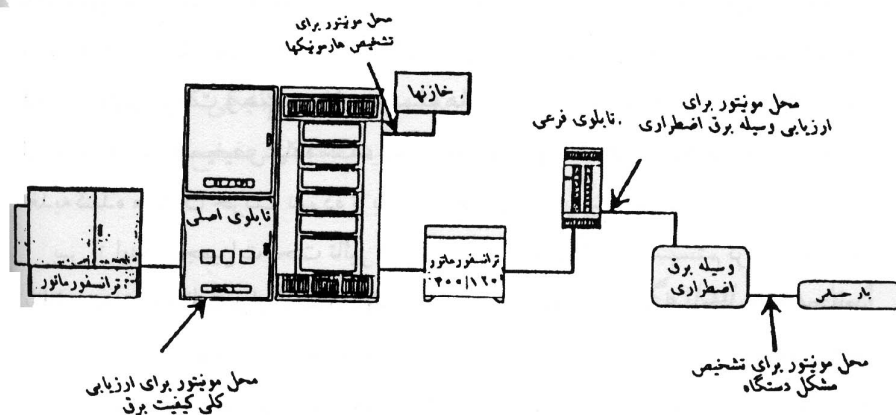 محل مونیتور برای
تشخیص هارمونیکها
خازنها
محل مونیتور برای
ارزیابی وسیله برق اضطراری
تابلوی فرعی
تابلوی اصلی
ترانسفورماتور
ترانسفورماتور
۴۰۰/۱۲۰
وسیله برق
اضطراری
بار حساس
محل مونیتور برای ارزیابی
کلی کیفیت برق
محل مونیتور برای تشخیص
مشکل دستگاه